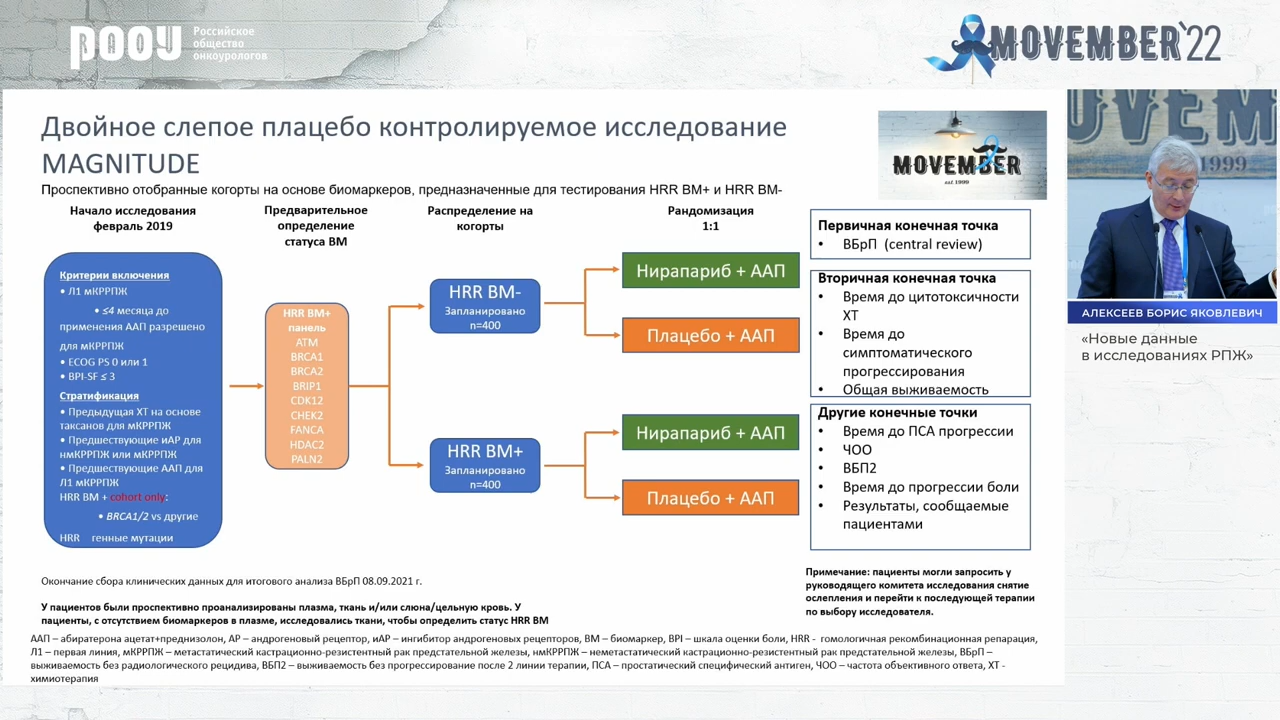 РООУ
Российское
общество
онкоурологов
MOVEMBER'22
Двойное слепое плацебо контролируемое исследование
MAGNITUDE
Проспективно отобранные когорты на основе биомаркеров, предназначенные для тестирования HRR BM+ и HRR BM-
MOVEMBER
est.1999
Начало исследования
февраль 2019
Предварительное
определение
статуса BM
Распределение на
когорты
Рандомизация
1:1
Критерии включения
• Л1 мКРРПЖ
• ≤4 месяца до
применения ААП разрешено
для мКРРПЖ
• ECOG PS 0 или 1
• BPI-SF ≤ 3
Стратификация
• Предыдущая ХТ на основе
таксанов для мКРРПЖ
• Предшествующие иАР для
нмКРРПЖ или мКРРПЖ
• Предшествующие ААП для
Л1 мКРРПЖ
HRR BM + cohort only:
• BRCA1/2 vs другие
HRR генные мутации
HRR BM+
панель
ATM
BRCA1
BRCA2
BRIP1
CDK12
CHEK2
FANCA
HDAC2
PALN2
HRR BM-
Запланировано
n=400
HRR BM+
Запланировано
n=400
Нирапариб + ААП
Плацебо + ААП
Нирапариб + ААП
Плацебо + ААП
Первичная конечная точка
• ВБрП (central review)
Вторичная конечная точка
• Время до цитотоксичности
ХТ
• Время до
симптоматического
прогрессирования
• Общая выживаемость
Другие конечные точки
• Время до ПСА прогрессии
• ЧОО
• ВБП2
• Время до прогрессии боли
• Результаты, сообщаемые
пациентами
Окончание сбора клинических данных для итогового анализа ВБрП 08.09.2021 г.
У пациентов были проспективно проанализированы плазма, ткань и/или слюна/цельную кровь. У
пациенты, с отсутствием биомаркеров в плазме, исследовались ткани, чтобы определить статус HRR BM
Примечание: пациенты могли запросить у
руководящего комитета исследования снятие
ослепления и перейти к последующей терапии
по выбору исследователя.
ААП – абиратерона ацетат+преднизолон, АР – андрогеновый рецептор, иАР – ингибитор андрогеновых рецепторов, BM – биомаркер, BPI – шкала оценки боли, HRR - гомологичная рекомбинационная репарация,
Л1 – первая линия, мКРРПЖ – метастатический кастрационно-резистентный рак предстательной железы, нмКРРПЖ – неметастатический кастрационно-резистентный рак предстательной железы, ВБрП –
выживаемость без радиологического рецидива, ВБП2 – выживаемость без прогрессирование после 2 линии терапии, ПСА – простатический специфический антиген, ЧОО – частота объективного ответа, ХТ -
химиотерапия
OVEM
1999
АЛЕКСЕЕВ БОРИС ЯКОВЛЕВИЧ
«Новые данные
в исследованиях РПЖ»